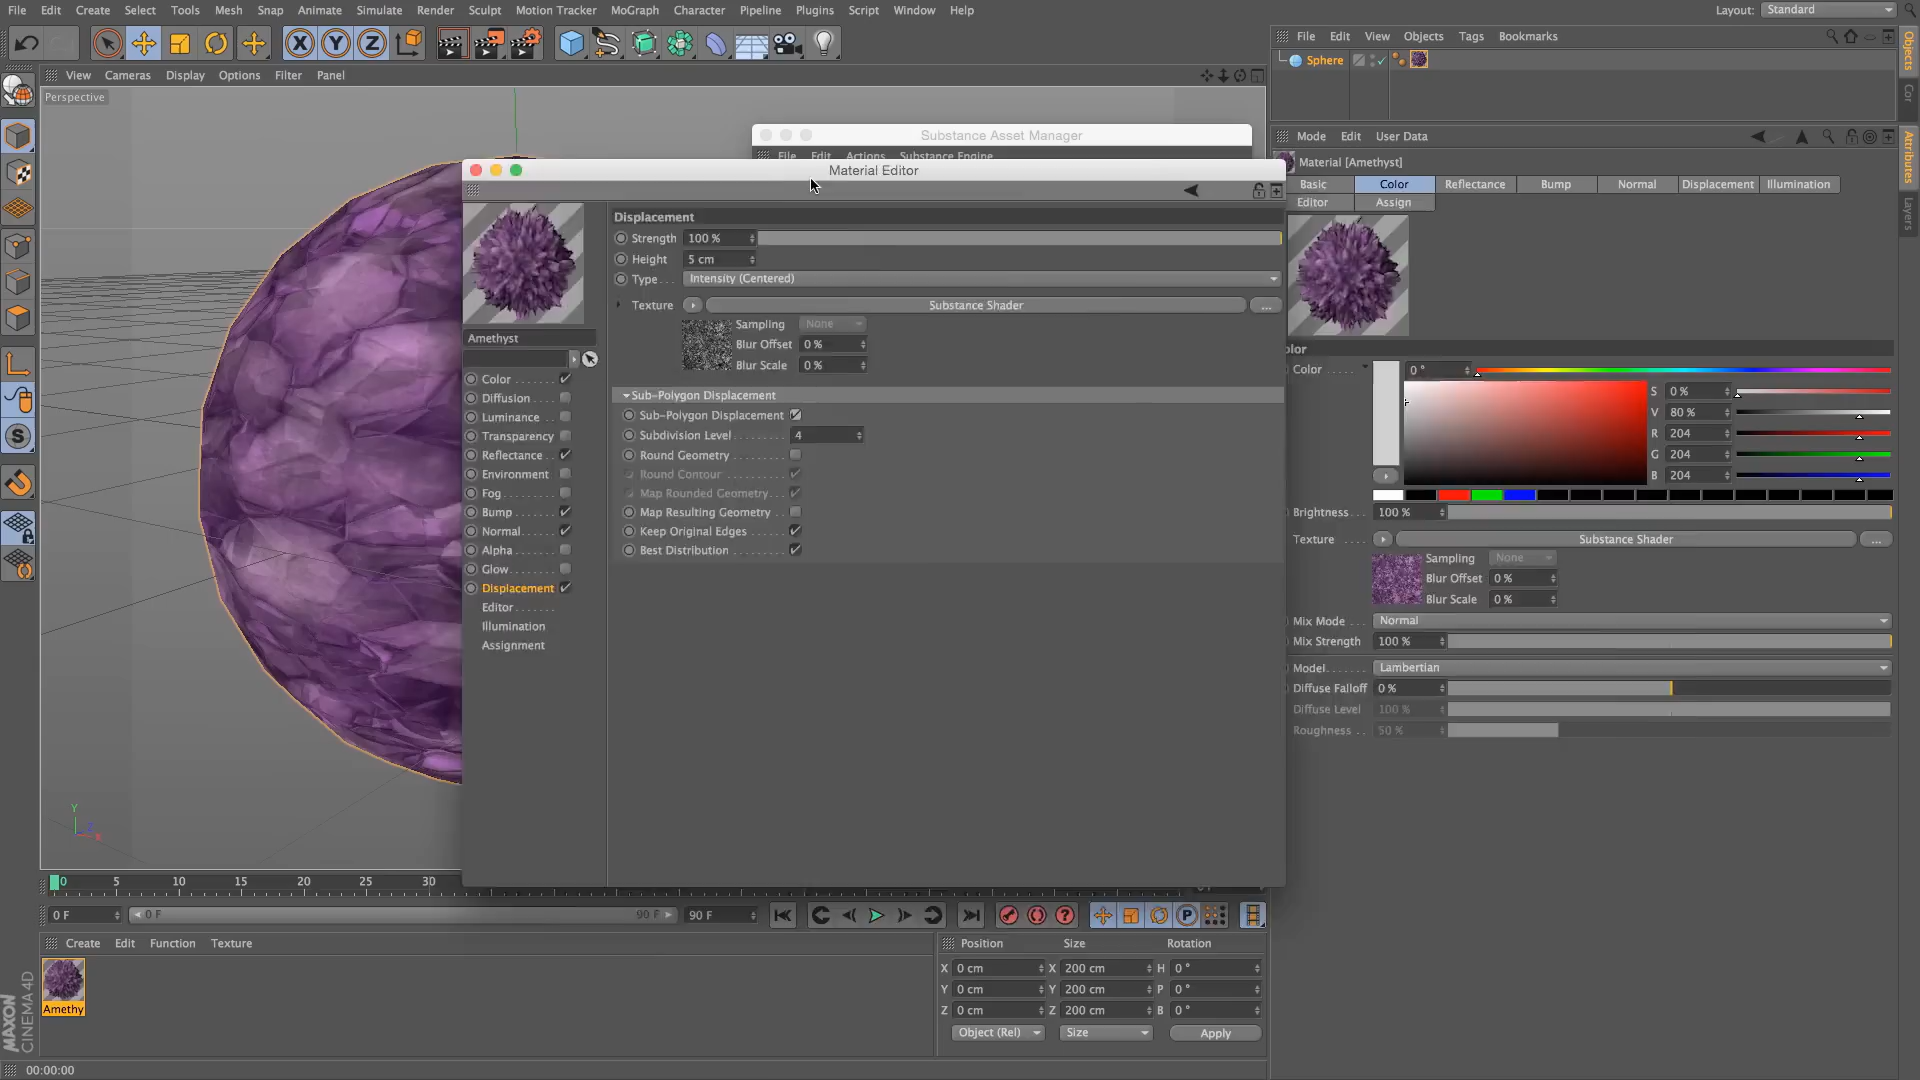 File Edit Create Select Tools Mesh Snap Animate Simulate Render Sculpt Motion Tracker MoGraph Character Pipeline Plugins Script Window Help
Layout: Standard
File Edit View Objects Tags Bookmarks
Sphere
Objects
Attributes
Layers
View Cameras Display Options Filter Panel
Perspective
Substance Asset Manager
File Edit Actions Substance Engine
Material Editor
Amethyst
Color
Diffusion
Luminance
Transparency
Reflectance
Environment
Fog
Bump
Normal
Alpha
Glow
Displacement
Editor
Illumination
Assignment
Displacement
Strength 100 %
Height 5 cm
Type Intensity (Centered)
Texture Substance Shader ...
Sampling None
Blur Offset 0 %
Blur Scale 0 %
Sub-Polygon Displacement
Sub-Polygon Displacement
Subdivision Level 4
Round Geometry
Round Contour
Map Rounded Geometry
Map Resulting Geometry
Keep Original Edges
Best Distribution
Mode Edit User Data
Material [Amethyst]
Basic Color Reflectance Bump Normal Displacement Illumination
Editor Assign
Color 0 °
S 0 %
V 80 %
R 204
G 204
B 204
Brightness 100 %
Texture Substance Shader ...
Sampling None
Blur Offset 0 %
Blur Scale 0 %
Mix Mode Normal
Mix Strength 100 %
Model Lambertian
Diffuse Falloff 0 %
Diffuse Level 100 %
Roughness 50 %
Y
Z
X
0 5 10 15 20 25 30
0 F 0 F 90 F 90 F
Create Edit Function Texture
Amethy
Position Size Rotation
X 0 cm X 200 cm H 0 °
Y 0 cm Y 200 cm P 0 °
Z 0 cm Z 200 cm B 0 °
Object (Rel) Size Apply
MAXON
CINEMA 4D
00:00:00